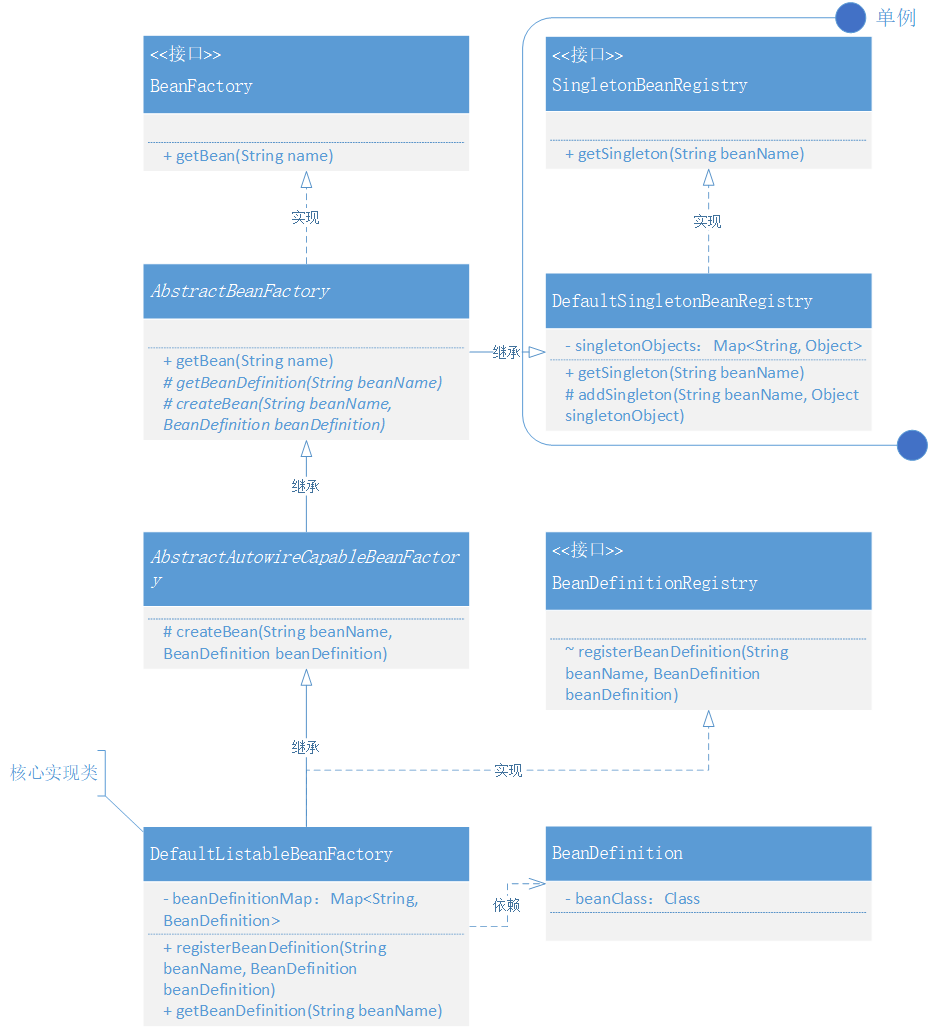 单例
<<接口>>
BeanFactory
+ getBean(String name)
<<接口>>
SingletonBeanRegistry
+ getSingleton(String beanName)
实现
实现
AbstractBeanFactory
+ getBean(String name)
# getBeanDefinition(String beanName)
# createBean(String beanName,
BeanDefinition beanDefinition)
继承
DefaultSingletonBeanRegistry
- singletonObjects：Map<String, Object>
+ getSingleton(String beanName)
# addSingleton(String beanName, Object
singletonObject)
继承
AbstractAutowireCapableBeanFactor
y
# createBean(String beanName,
BeanDefinition beanDefinition)
<<接口>>
BeanDefinitionRegistry
~ registerBeanDefinition(String
beanName, BeanDefinition
beanDefinition)
继承
实现
核心实现类
DefaultListableBeanFactory
- beanDefinitionMap：Map<String,
BeanDefinition>
+ registerBeanDefinition(String
beanName, BeanDefinition
beanDefinition)
+ getBeanDefinition(String beanName)
依赖
BeanDefinition
- beanClass：Class